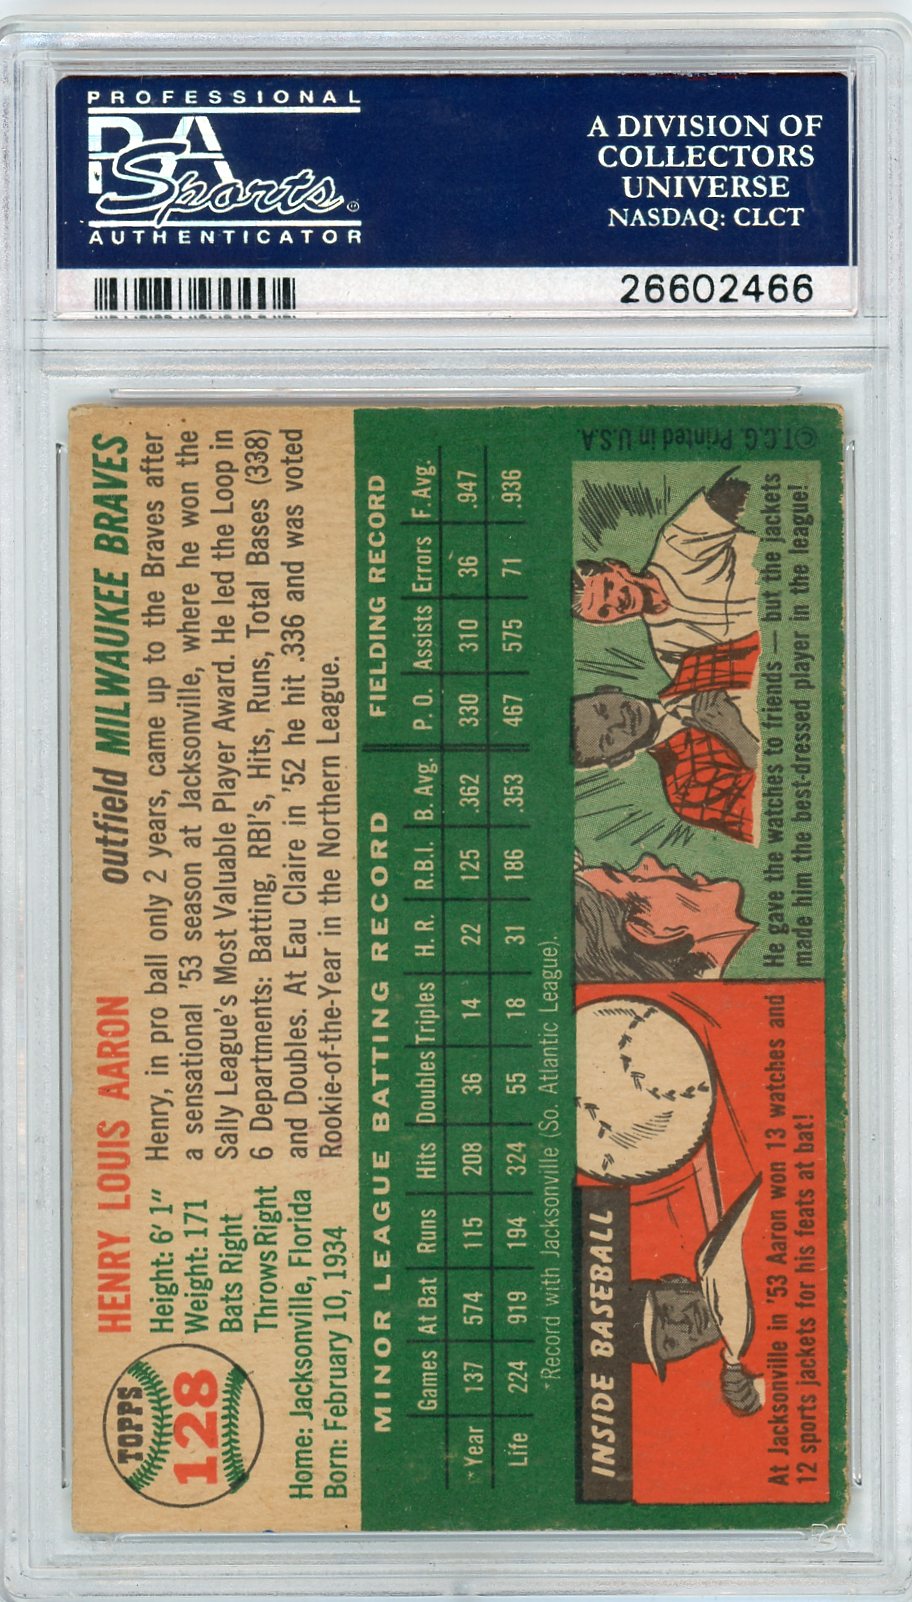 PROFESSIONAL
PSA
Sports®
AUTHENTICATOR
A DIVISION OF
COLLECTORS
UNIVERSE
NASDAQ: CLCT
26602466
TOPPS
128
HENRY LOUIS AARON
outfield MILWAUKEE BRAVES
Height: 6' 1"
Weight: 171
Bats Right
Throws Right
Home: Jacksonville, Florida
Born: February 10, 1934
Henry, in pro ball only 2 years, came up to the Braves after
a sensational '53 season at Jacksonville, where he won the
Sally League's Most Valuable Player Award. He led the Loop in
6 Departments: Batting, RBI's, Hits, Runs, Total Bases (338)
and Doubles. At Eau Claire in '52 he hit .336 and was voted
Rookie-of-the-Year in the Northern League.
MINOR LEAGUE BATTING RECORD FIELDING RECORD
Games At Bat Runs Hits Doubles Triples H. R. R.B.I. B. Avg. P. O. Assists Errors F. Avg.
*Year 137 574 115 208 36 14 22 125 .362 330 310 36 .947
Life 224 919 194 324 55 18 31 186 .353 467 575 71 .936
*Record with Jacksonville (So. Atlantic League).
INSIDE BASEBALL
At Jacksonville in '53 Aaron won 13 watches and
12 sports jackets for his feats at bat!
He gave the watches to friends — but the jackets
made him the best-dressed player in the league!
©T.C.G. Printed in U.S.A.
PSA